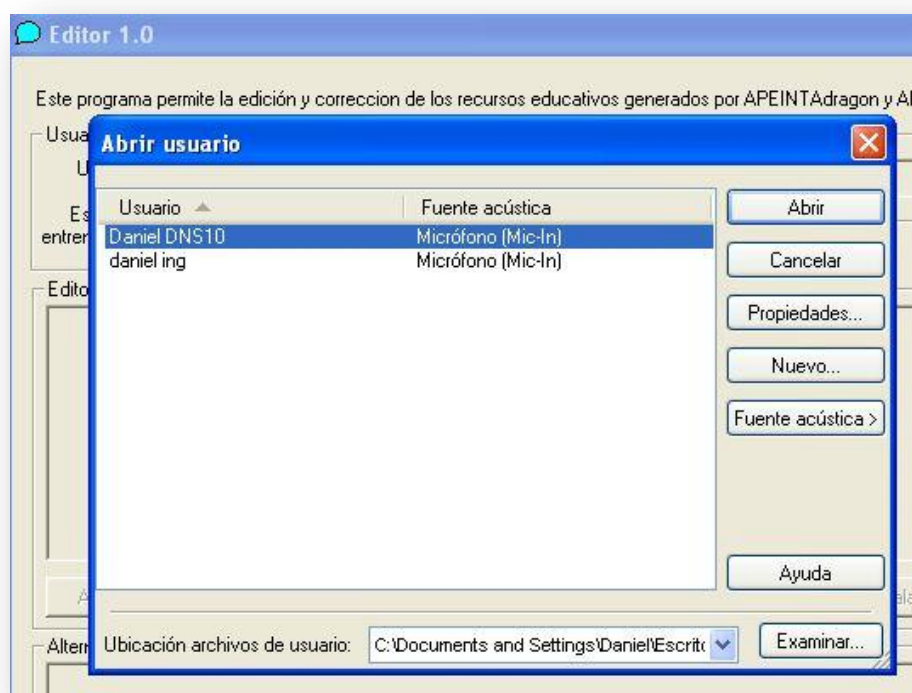 Editor 1.0
Este programa permite la edición y correccion de los recursos educativos generados por APEINTAdragon y
Abrir usuario
Usuario Fuente acústica
Daniel DNS10 Micrófono (Mic-In)
daniel ing Micrófono (Mic-In)
Abrir
Cancelar
Propiedades...
Nuevo...
Fuente acústica >
Ayuda
Ubicación archivos de usuario: C:\Documents and Settings\Daniel\Escrito
Examinar...